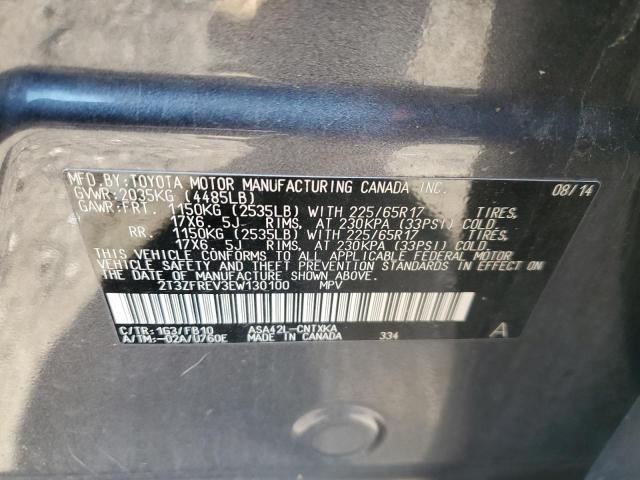 MFD.BY:TOYOTA MOTOR MANUFACTURING CANADA INC. 08/14
GVWR:2035KG (4485LB)
GAWR:FRT. 1150KG (2535LB) WITH 225/65R17 TIRES,
17X6.5J RIMS, AT 230KPA (33PSI) COLD
RR. 1150KG (2535LB) WITH 225/65R17 TIRES,
17X6.5J RIMS, AT 230KPA (33PSI) COLD
THIS VEHICLE CONFORMS TO ALL APPLICABLE FEDERAL MOTOR
VEHICLE SAFETY AND THEFT PREVENTION STANDARDS IN EFFECT ON
THE DATE OF MANUFACTURE SHOWN ABOVE.
2T3ZFREV3EW130100 MPV
C/TR:1G3/FB10 ASA42L-CNTXKA A
A/TM:-02A/U760E MADE IN CANADA 334